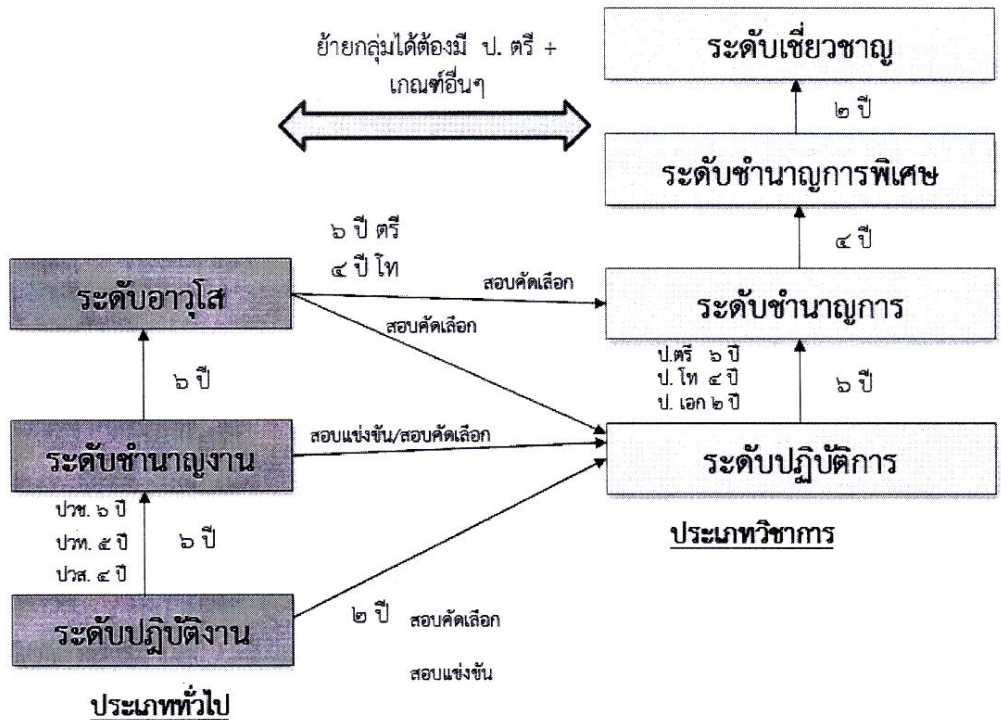 ย้ายกลุ่มได้ต้องมี ป. ตรี +
เกณฑ์อื่นๆ
ระดับเชี่ยวชาญ
๒ ปี
ระดับชำนาญการพิเศษ
๔ ปี
๖ ปี ตรี
๔ ปี โท
ระดับอาวุโส
สอบคัดเลือก
ระดับชำนาญการ
สอบคัดเลือก
ป.ตรี ๖ ปี
ป. โท ๔ ปี
ป. เอก ๒ ปี
๖ ปี
๖ ปี
ระดับชำนาญงาน
สอบแข่งขัน/สอบคัดเลือก
ระดับปฏิบัติการ
ประเภทวิชาการ
ปวช. ๖ ปี
ปวท. ๕ ปี
ปวส. ๔ ปี
๖ ปี
ระดับปฏิบัติงาน
๒ ปี สอบคัดเลือก
สอบแข่งขัน
ประเภททั่วไป